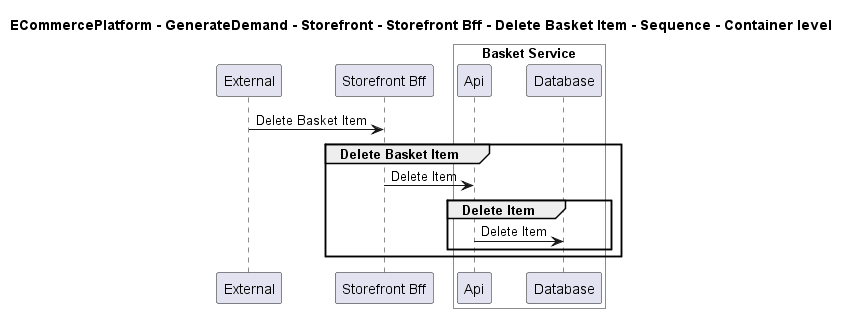 ECommercePlatform - GenerateDemand - Storefront - Storefront Bff - Delete Basket Item - Sequence - Container level
Basket Service
External
Storefront Bff
Api
Database
Delete Basket Item
Delete Basket Item
Delete Item
Delete Item
Delete Item
External
Storefront Bff
Api
Database